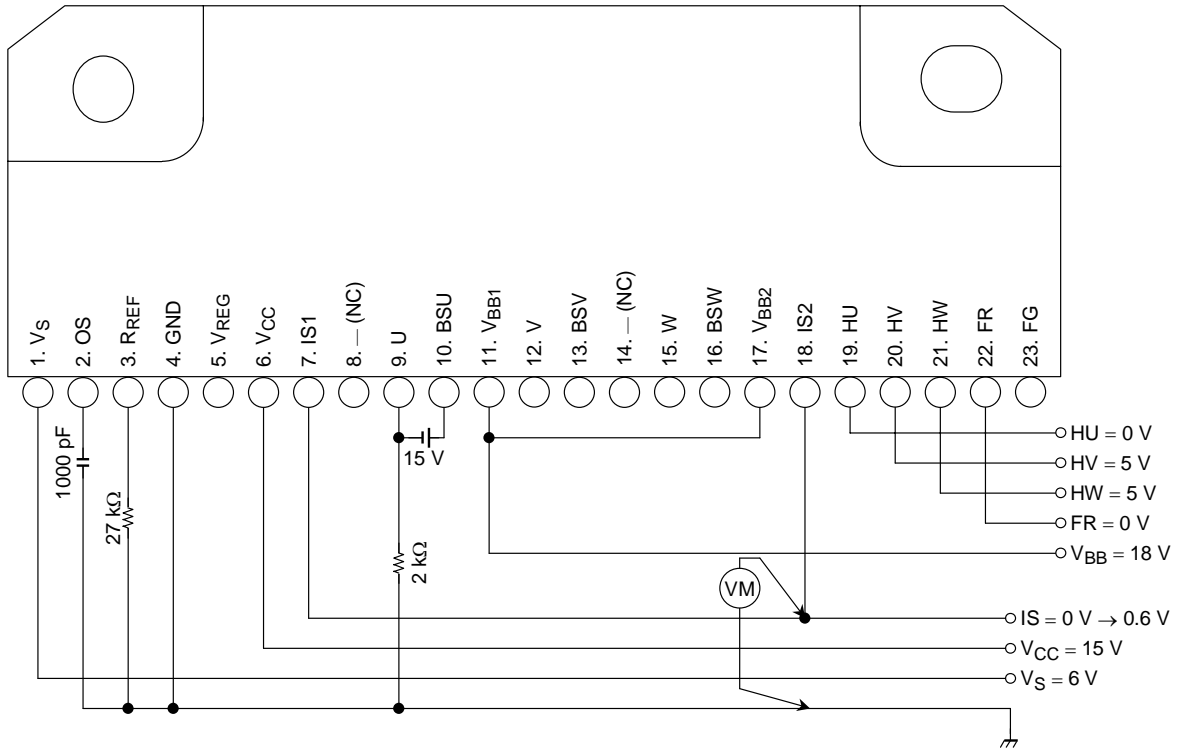 1. VS
2. OS
3. RREF
4. GND
5. VREG
6. VCC
7. IS1
8. — (NC)
9. U
10. BSU
11. VBB1
12. V
13. BSV
14. — (NC)
15. W
16. BSW
17. VBB2
18. IS2
19. HU
20. HV
21. HW
22. FR
23. FG
1000 pF
27 kΩ
15 V
2 kΩ
VM
HU = 0 V
HV = 5 V
HW = 5 V
FR = 0 V
VBB = 18 V
IS = 0 V → 0.6 V
VCC = 15 V
VS = 6 V